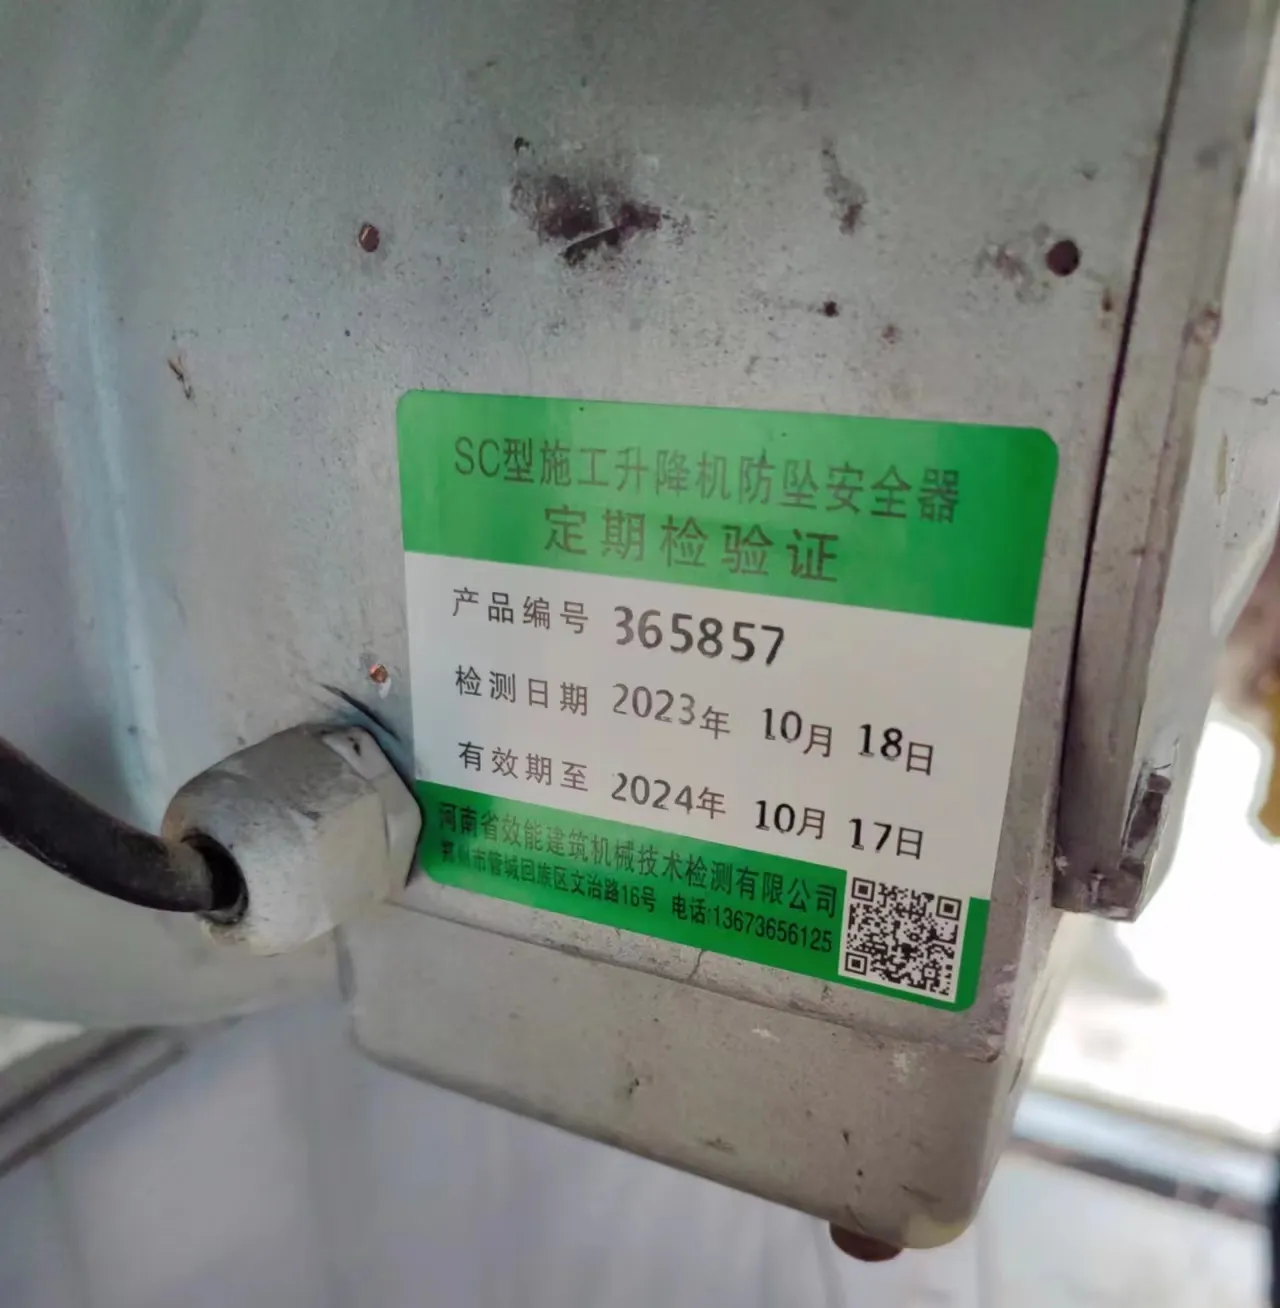 SC型施工升降机防坠安全器
定期检验证
产品编号 365857
检测日期 2023年 10月 18日
有效期至 2024年 10月 17日
河南省效能建筑机械技术检测有限公司
郑州市管城回族区文治路16号 电话:13673656125